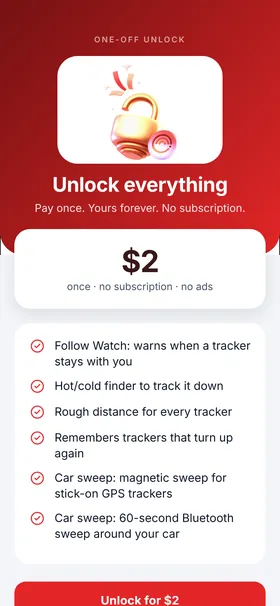 ONE-OFF UNLOCK
Unlock everything
Pay once. Yours forever. No subscription.
$2
once · no subscription · no ads
Follow Watch: warns when a tracker
stays with you
Hot/cold finder to track it down
Rough distance for every tracker
Remembers trackers that turn up
again
Car sweep: magnetic sweep for
stick-on GPS trackers
Car sweep: 60-second Bluetooth
sweep around your car
Unlock for $2